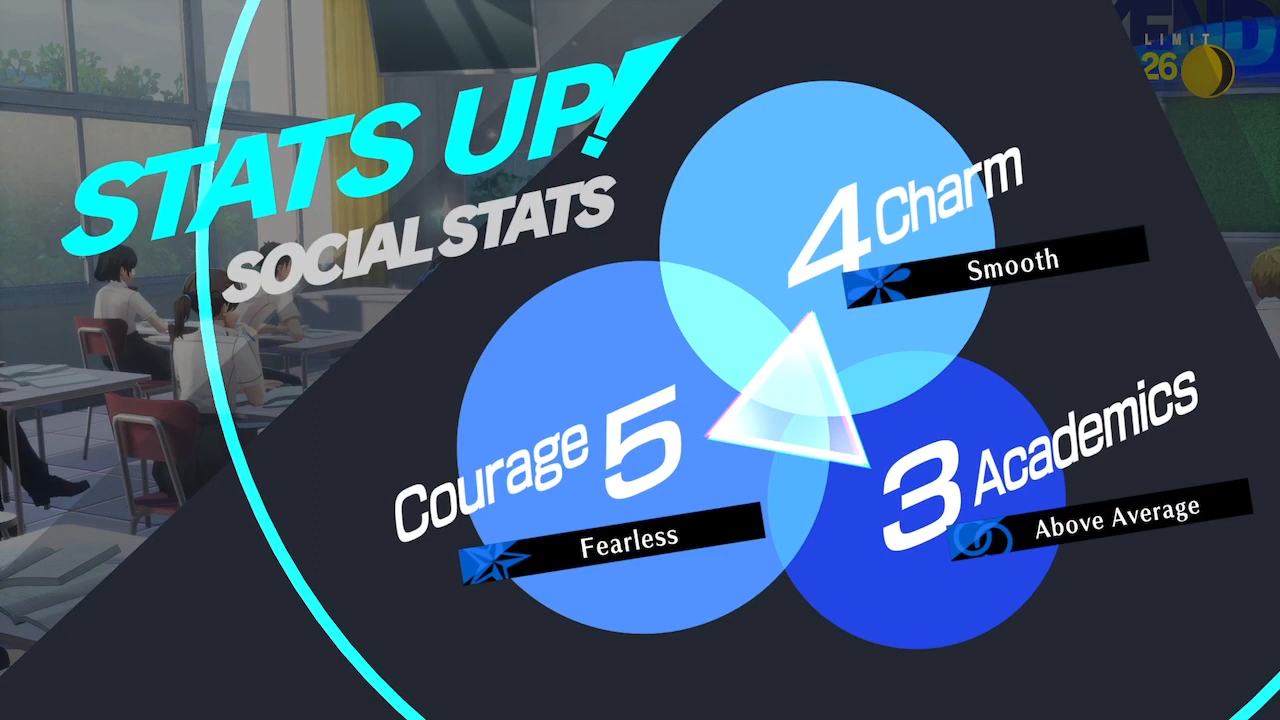 STATS UP!
SOCIAL STATS
LIMIT
26
4 Charm
Smooth
Courage 5
Fearless
3 Academics
Above Average